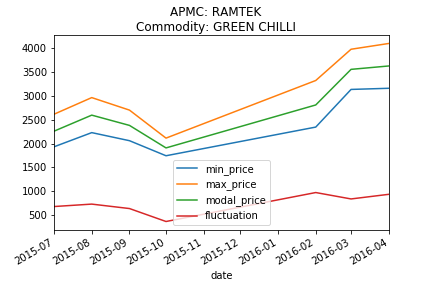 APMC: RAMTEK
Commodity: GREEN CHILLI
4000
3500
3000
2500
2000
1500
1000
500
min_price
max_price
modal_price
fluctuation
2015-07
2015-08
2015-09
2015-10
2015-11
2015-12
2016-01
2016-02
2016-03
2016-04
date